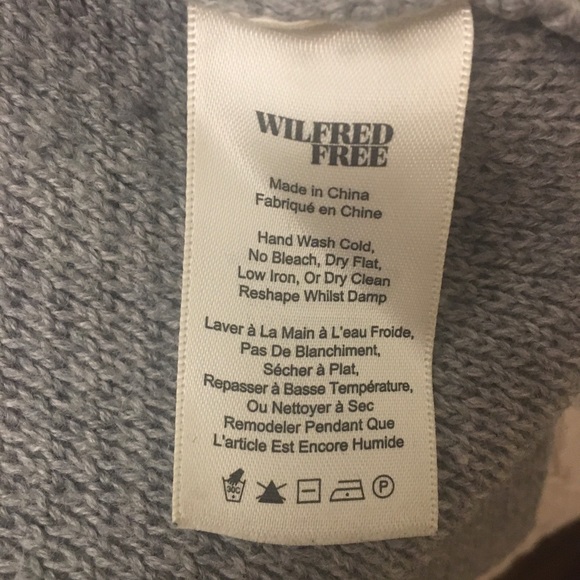 WILFRED
FREE
Made in China
Fabriqué en Chine
Hand Wash Cold,
No Bleach, Dry Flat,
Low Iron, Or Dry Clean
Reshape Whilst Damp
Laver à La Main à L'eau Froide,
Pas De Blanchiment,
Sécher à Plat,
Repasser à Basse Température,
Ou Nettoyer à Sec
Remodeler Pendant Que
L'article Est Encore Humide
P